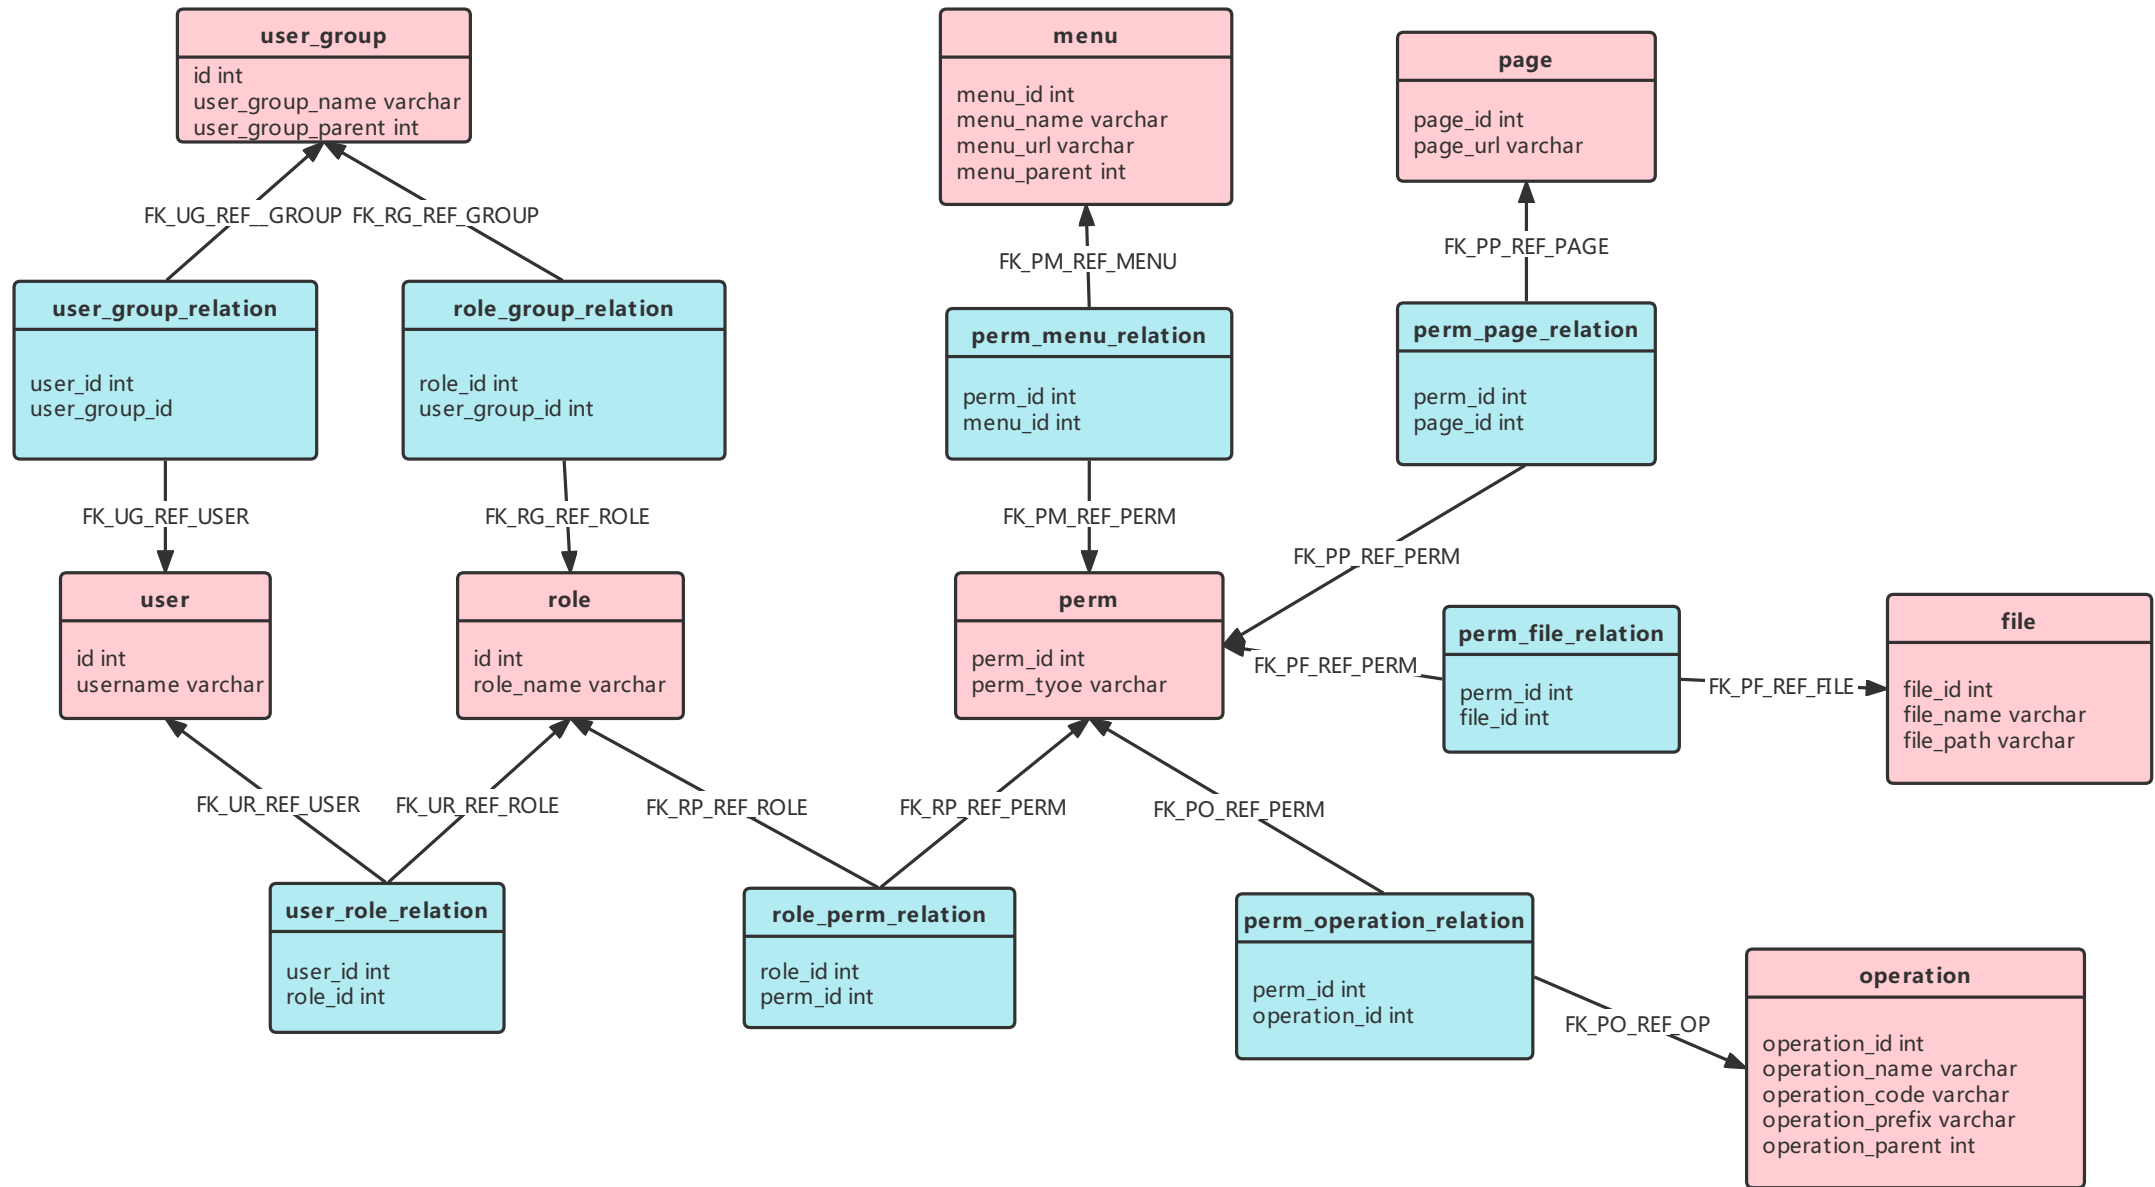 user_group
id int
user_group_name varchar
user_group_parent int
menu
menu_id int
menu_name varchar
menu_url varchar
menu_parent int
page
page_id int
page_url varchar
FK_UG_REF__GROUP
FK_RG_REF_GROUP
FK_PM_REF_MENU
FK_PP_REF_PAGE
user_group_relation
user_id int
user_group_id
role_group_relation
role_id int
user_group_id int
perm_menu_relation
perm_id int
menu_id int
perm_page_relation
perm_id int
page_id int
FK_UG_REF_USER
FK_RG_REF_ROLE
FK_PM_REF_PERM
FK_PP_REF_PERM
user
id int
username varchar
role
id int
role_name varchar
perm
perm_id int
perm_tyoe varchar
FK_PF_REF_PERM
perm_file_relation
perm_id int
file_id int
FK_PF_REF_FILE
file
file_id int
file_name varchar
file_path varchar
FK_UR_REF_USER
FK_UR_REF_ROLE
FK_RP_REF_ROLE
FK_RP_REF_PERM
FK_PO_REF_PERM
user_role_relation
user_id int
role_id int
role_perm_relation
role_id int
perm_id int
perm_operation_relation
perm_id int
operation_id int
FK_PO_REF_OP
operation
operation_id int
operation_name varchar
operation_code varchar
operation_prefix varchar
operation_parent int